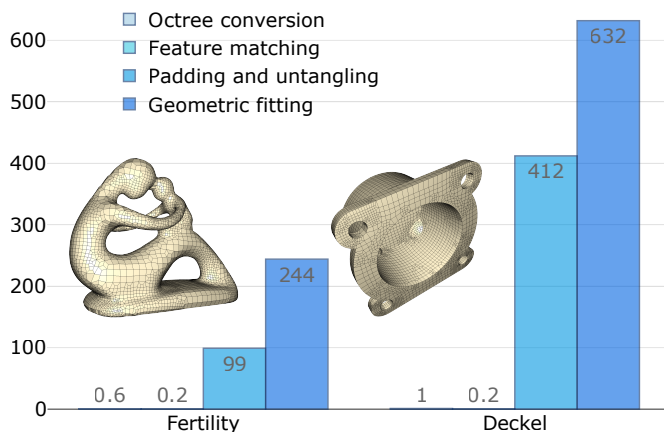 Octree conversion
Feature matching
Padding and untangling
Geometric fitting
600
500
400
300
200
100
0
0.6
0.2
99
244
1
0.2
412
632
Fertility
Deckel